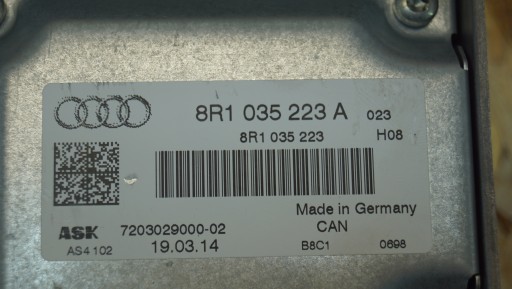 8R1 035 223 A 023
8R1 035 223 H08
Made in Germany
ASK 7203029000-02 CAN
AS4 102 19.03.14 B8C1 0698